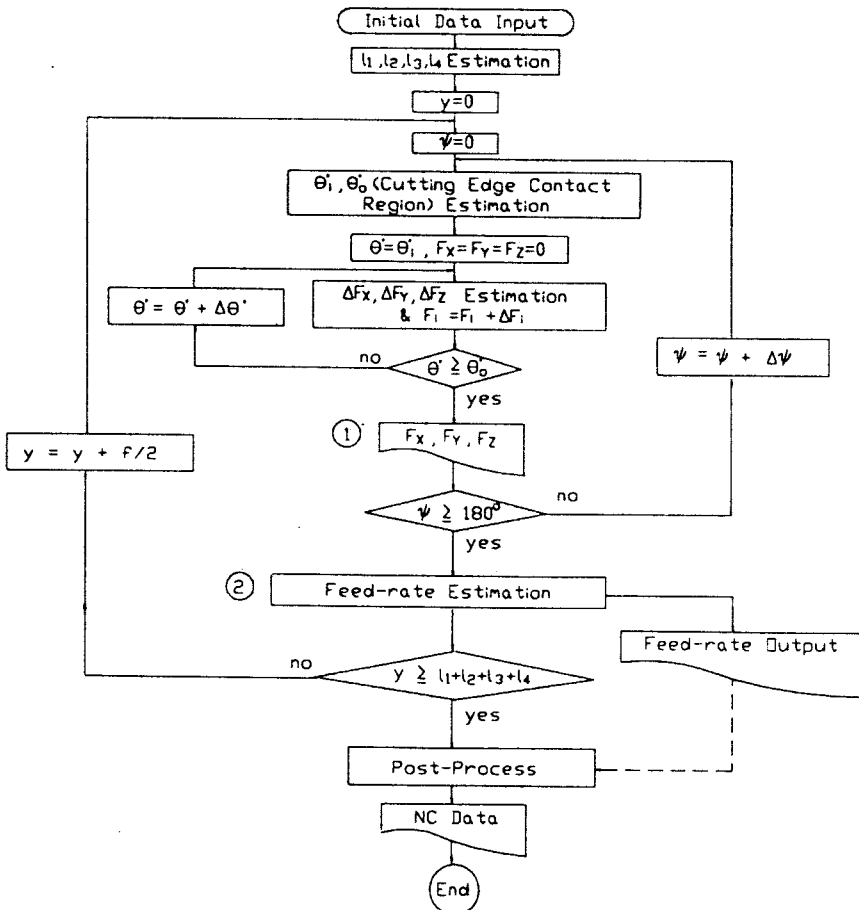 Initial Data Input
l1,l2,l3,l4 Estimation
y=0
ψ=0
θ*i,θ*o (Cutting Edge Contact
Region) Estimation
θ*=θ*i , FX=FY=FZ=0
θ* = θ* + Δθ*
ΔFX,ΔFY,ΔFZ Estimation
& Fi =Fi +ΔFi
no
θ* ≧ θ*o
yes
ψ = ψ + Δψ
①
FX , FY , FZ
y = y + f/2
ψ ≧ 180°
no
yes
②
Feed-rate Estimation
Feed-rate Output
no
y ≧ l1+l2+l3+l4
yes
Post-Process
NC Data
End